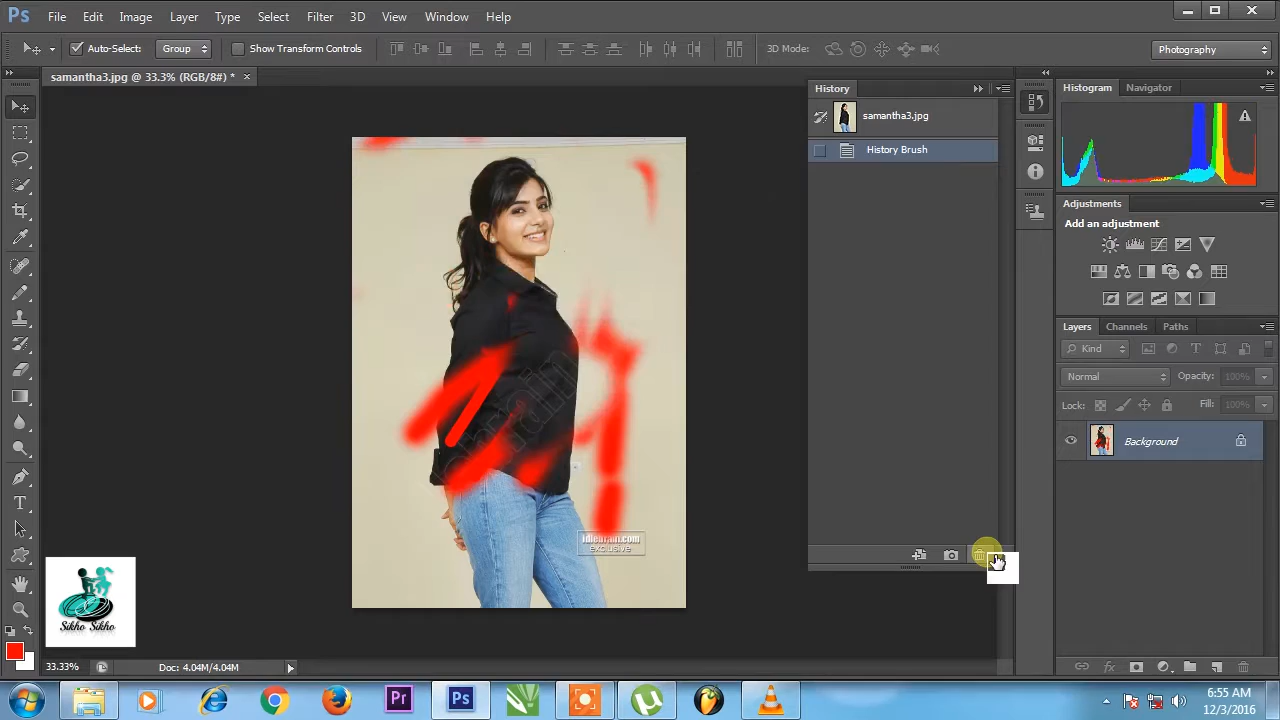 Ps File Edit Image Layer Type Select Filter 3D View Window Help
Auto-Select: Group Show Transform Controls 3D Mode: Photography
samantha3.jpg @ 33.3% (RGB/8#) * ×
History
samantha3.jpg
History Brush
Histogram Navigator
Adjustments
Add an adjustment
Layers Channels Paths
Kind
Normal Opacity: 100%
Lock: Fill: 100%
Background
exclusive
Sikho Sikho
33.33% Doc: 4.04M/4.04M
Pr Ps
6:55 AM
12/3/2016